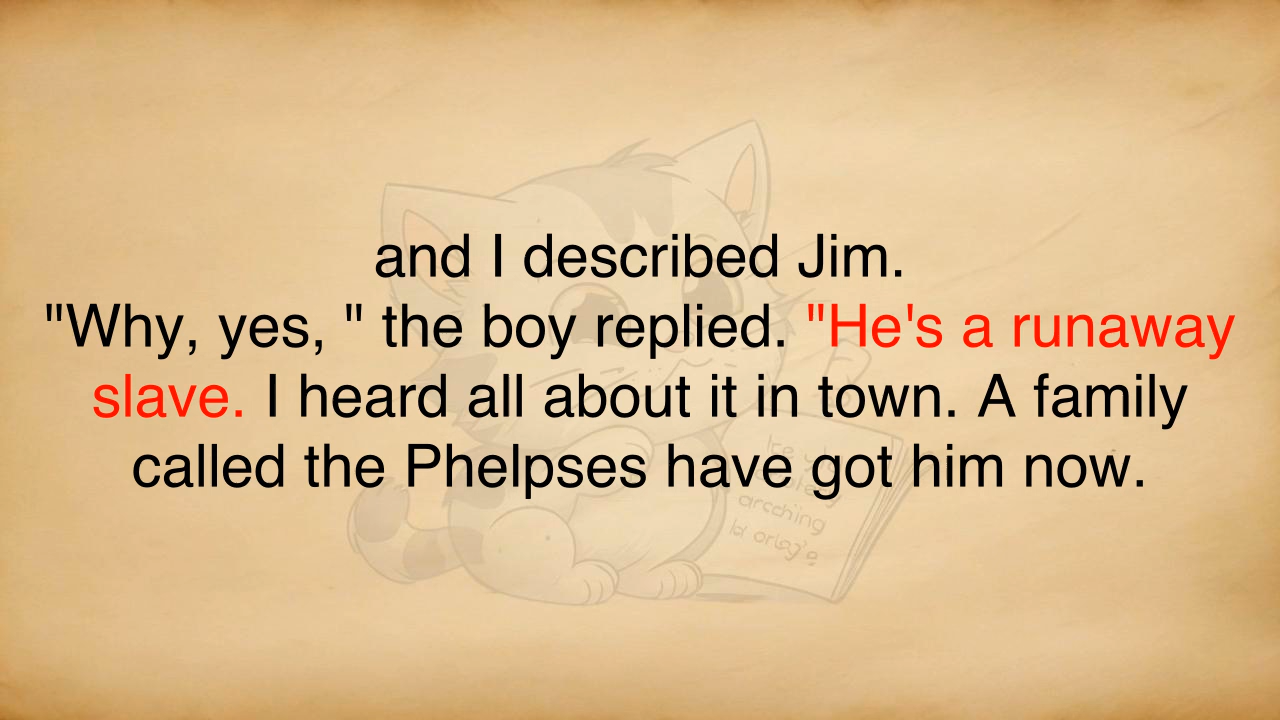 and I described Jim.
"Why, yes, " the boy replied. "He's a runaway
slave. I heard all about it in town. A family
called the Phelpses have got him now.